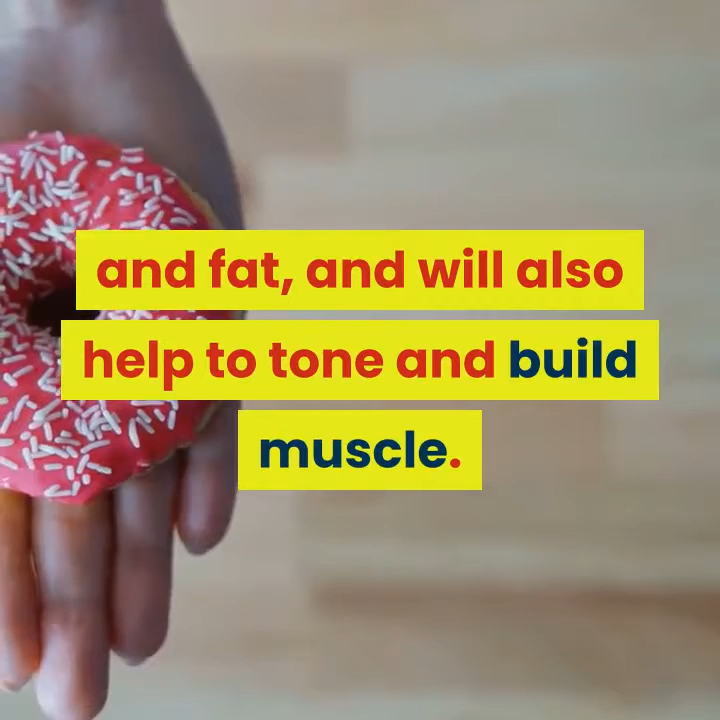 and fat, and will also
help to tone and build
muscle.